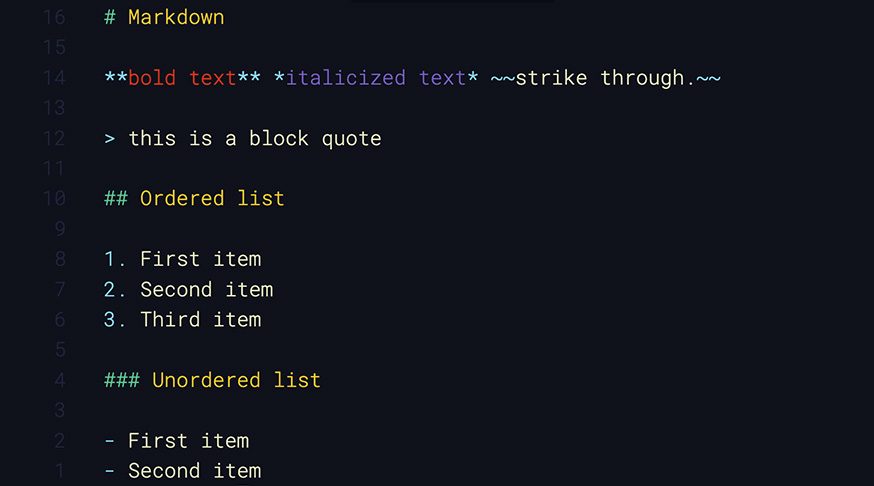 16 # Markdown
15
14 **bold text** *italicized text* ~~strike through.~~
13
12 > this is a block quote
11
10 ## Ordered list
9
8 1. First item
7 2. Second item
6 3. Third item
5
4 ### Unordered list
3
2 - First item
1 - Second item